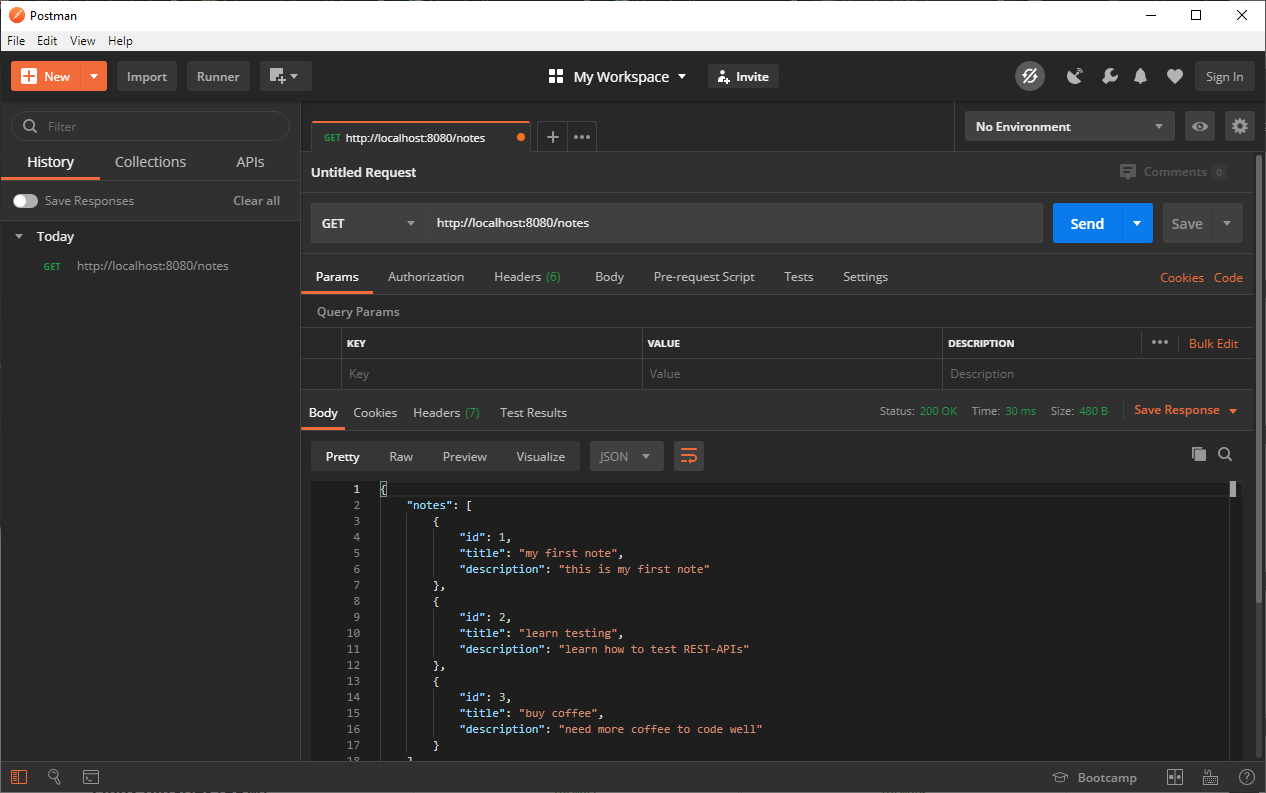 Postman
File Edit View Help
New Import Runner My Workspace Invite Sign In
Filter
History Collections APIs
Save Responses Clear all
Today
GET http://localhost:8080/notes
GET http://localhost:8080/notes
No Environment
Untitled Request
Comments 0
GET http://localhost:8080/notes Send Save
Params Authorization Headers (6) Body Pre-request Script Tests Settings Cookies Code
Query Params
KEY VALUE DESCRIPTION Bulk Edit
Key Value Description
Body Cookies Headers (7) Test Results Status: 200 OK Time: 30 ms Size: 480 B Save Response
Pretty Raw Preview Visualize JSON
1 {
2 "notes": [
3 {
4 "id": 1,
5 "title": "my first note",
6 "description": "this is my first note"
7 },
8 {
9 "id": 2,
10 "title": "learn testing",
11 "description": "learn how to test REST-APIs"
12 },
13 {
14 "id": 3,
15 "title": "buy coffee",
16 "description": "need more coffee to code well"
17 }
18 ]
Bootcamp